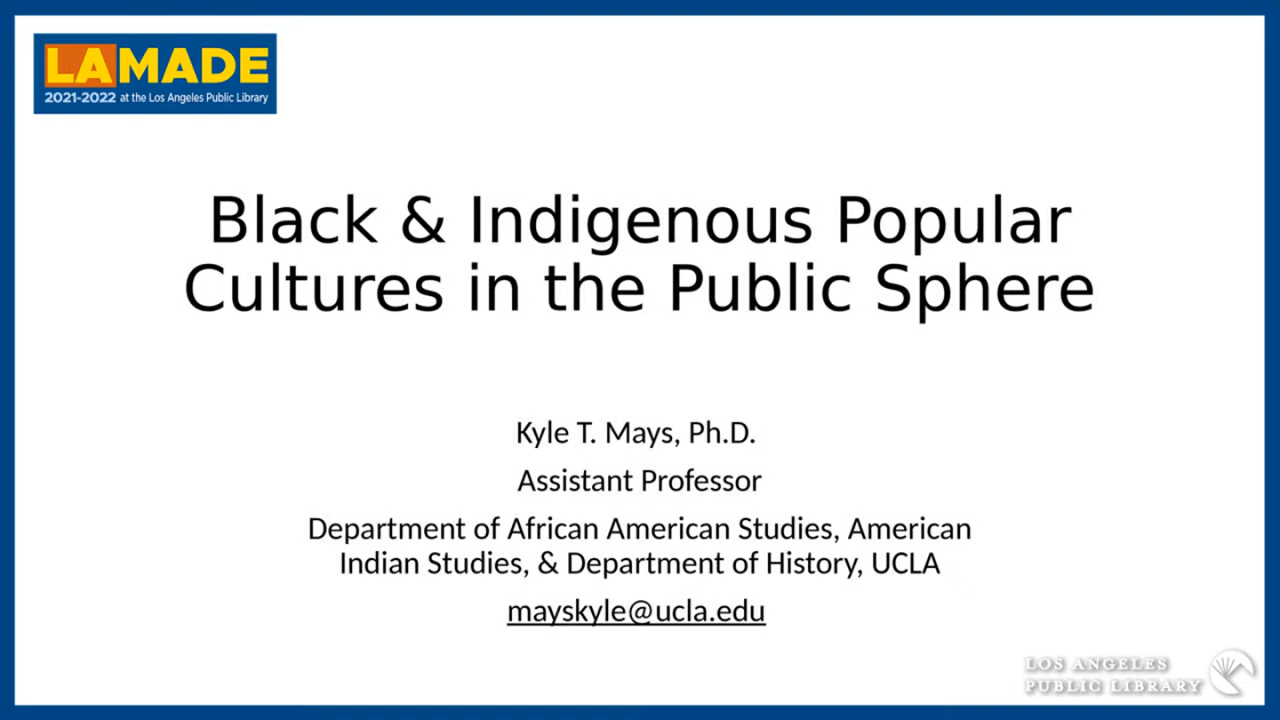 LAMADE
2021-2022 at the Los Angeles Public Library
Black & Indigenous Popular
Cultures in the Public Sphere
Kyle T. Mays, Ph.D.
Assistant Professor
Department of African American Studies, American
Indian Studies, & Department of History, UCLA
mayskyle@ucla.edu
LOS ANGELES
PUBLIC LIBRARY